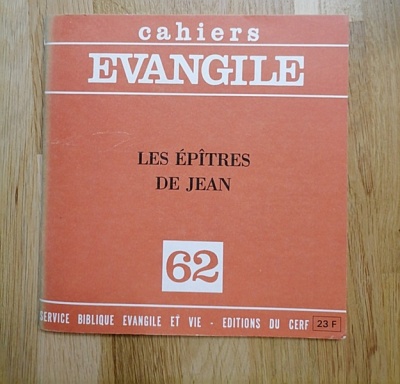 cahiers
EVANGILE
LES ÉPÎTRES
DE JEAN
62
SERVICE BIBLIQUE EVANGILE ET VIE - EDITIONS DU CERF 23 F